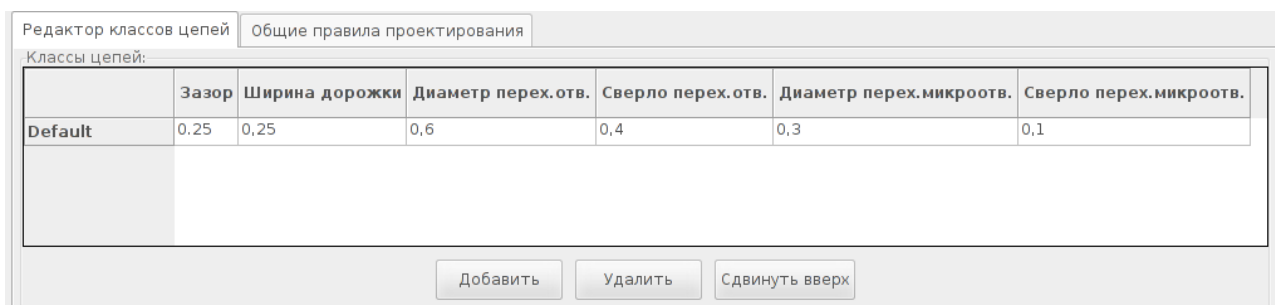 Редактор классов цепей Общие правила проектирования
Классы цепей:
Зазор Ширина дорожки Диаметр перех.отв. Сверло перех.отв. Диаметр перех.микроотв. Сверло перех.микроотв.
Default 0.25 0,25 0,6 0,4 0,3 0,1
Добавить Удалить Сдвинуть вверх